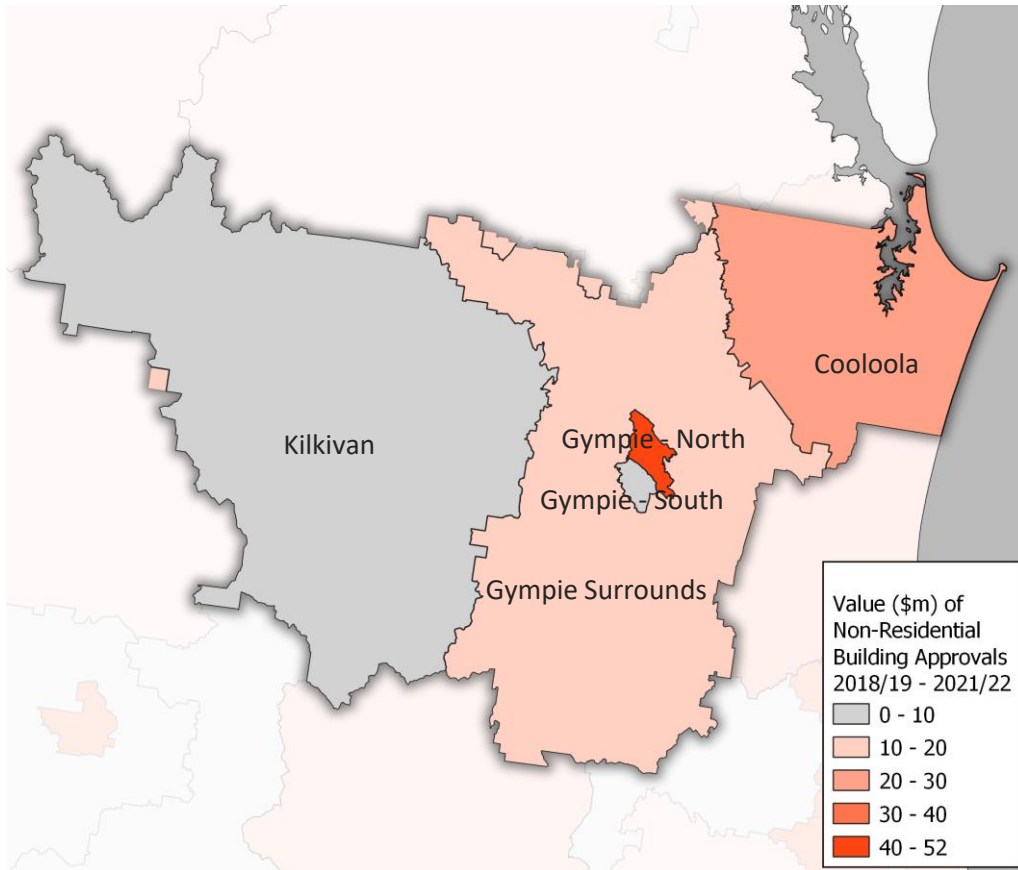 Cooloola
Gympie - North
Kilkivan
Gympie - South
Gympie Surrounds
Value ($m) of
Non-Residential
Building Approvals
2018/19 - 2021/22
0 - 10
10 - 20
20 - 30
30 - 40
40 - 52